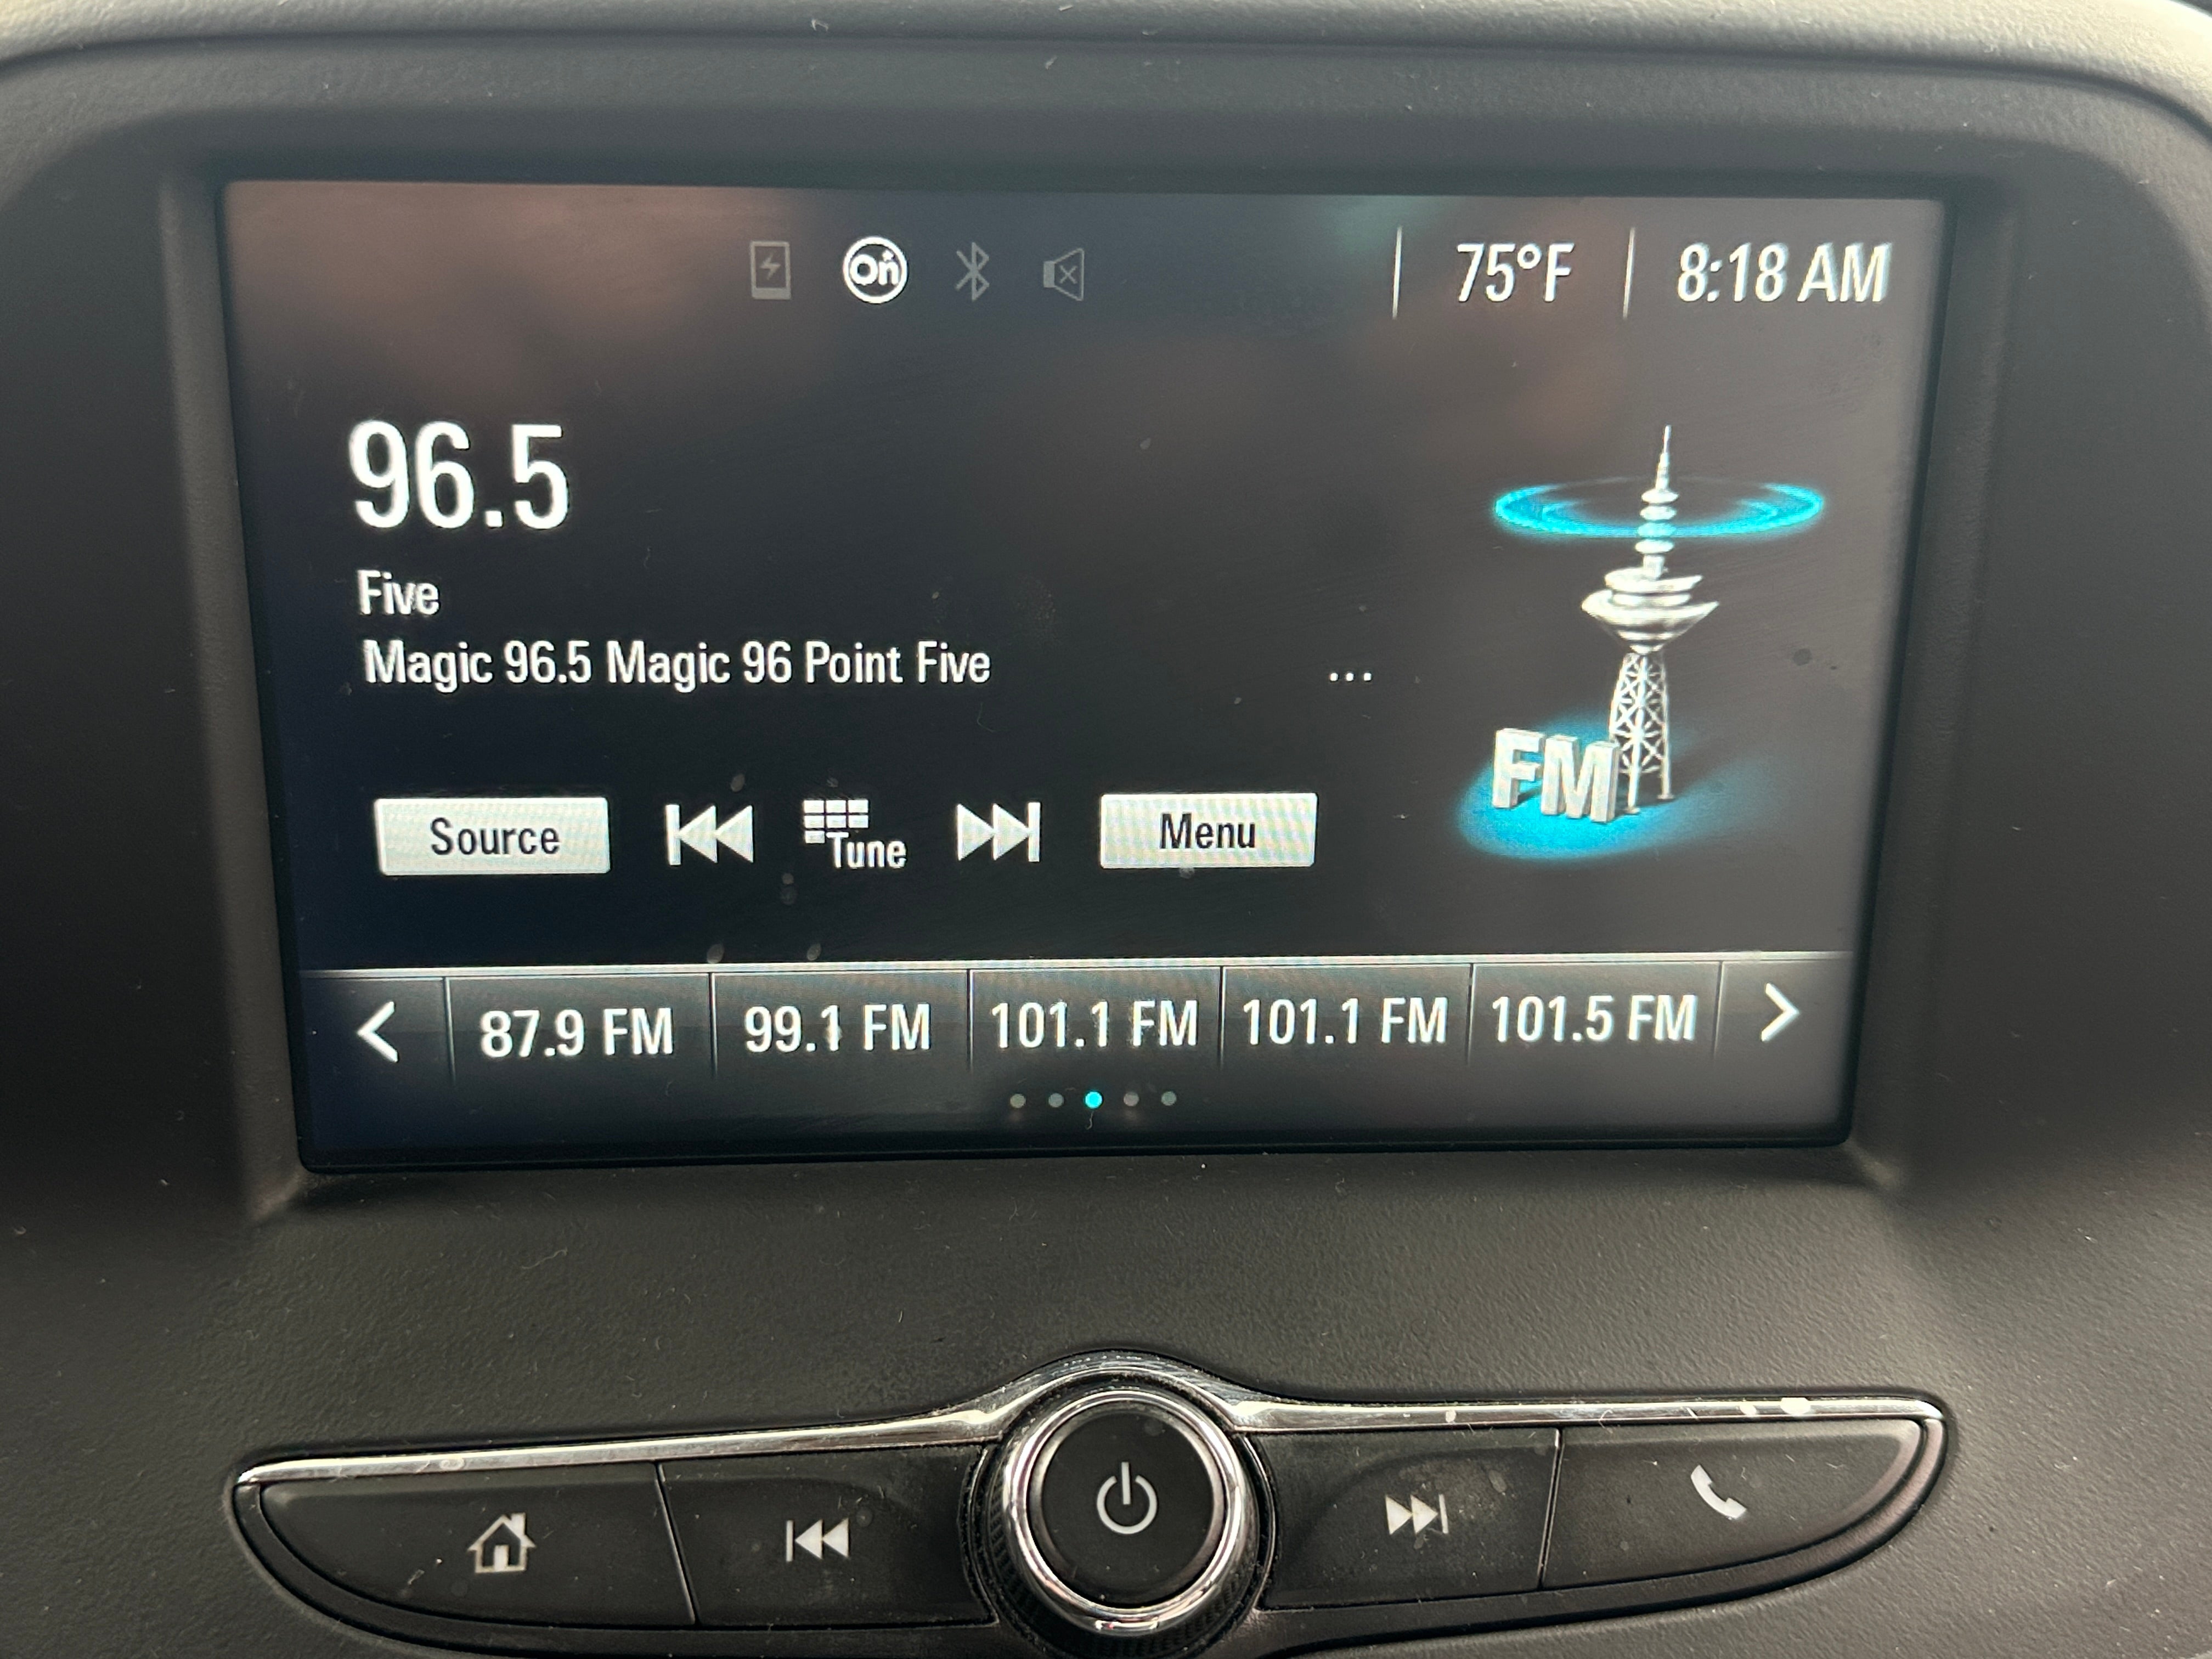 On
75°F
8:18 AM
96.5
Five
Magic 96.5 Magic 96 Point Five
...
FM
Source
Tune
Menu
87.9 FM
99.1 FM
101.1 FM
101.1 FM
101.5 FM